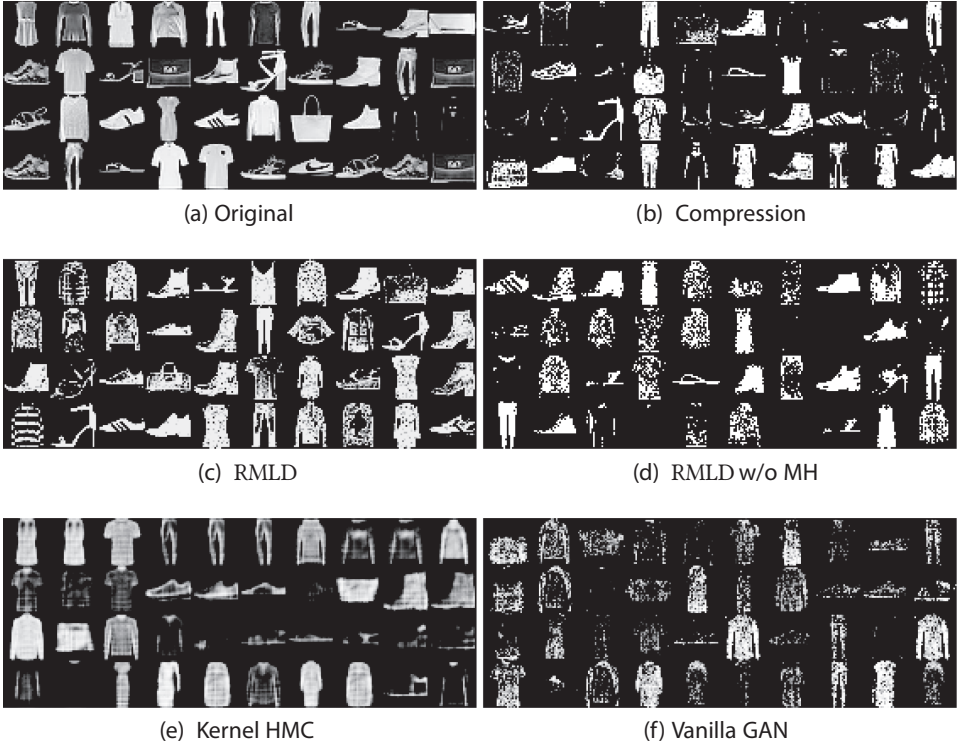 (a) Original
(b) Compression
(c) RMLD
(d) RMLD w/o MH
(e) Kernel HMC
(f) Vanilla GAN